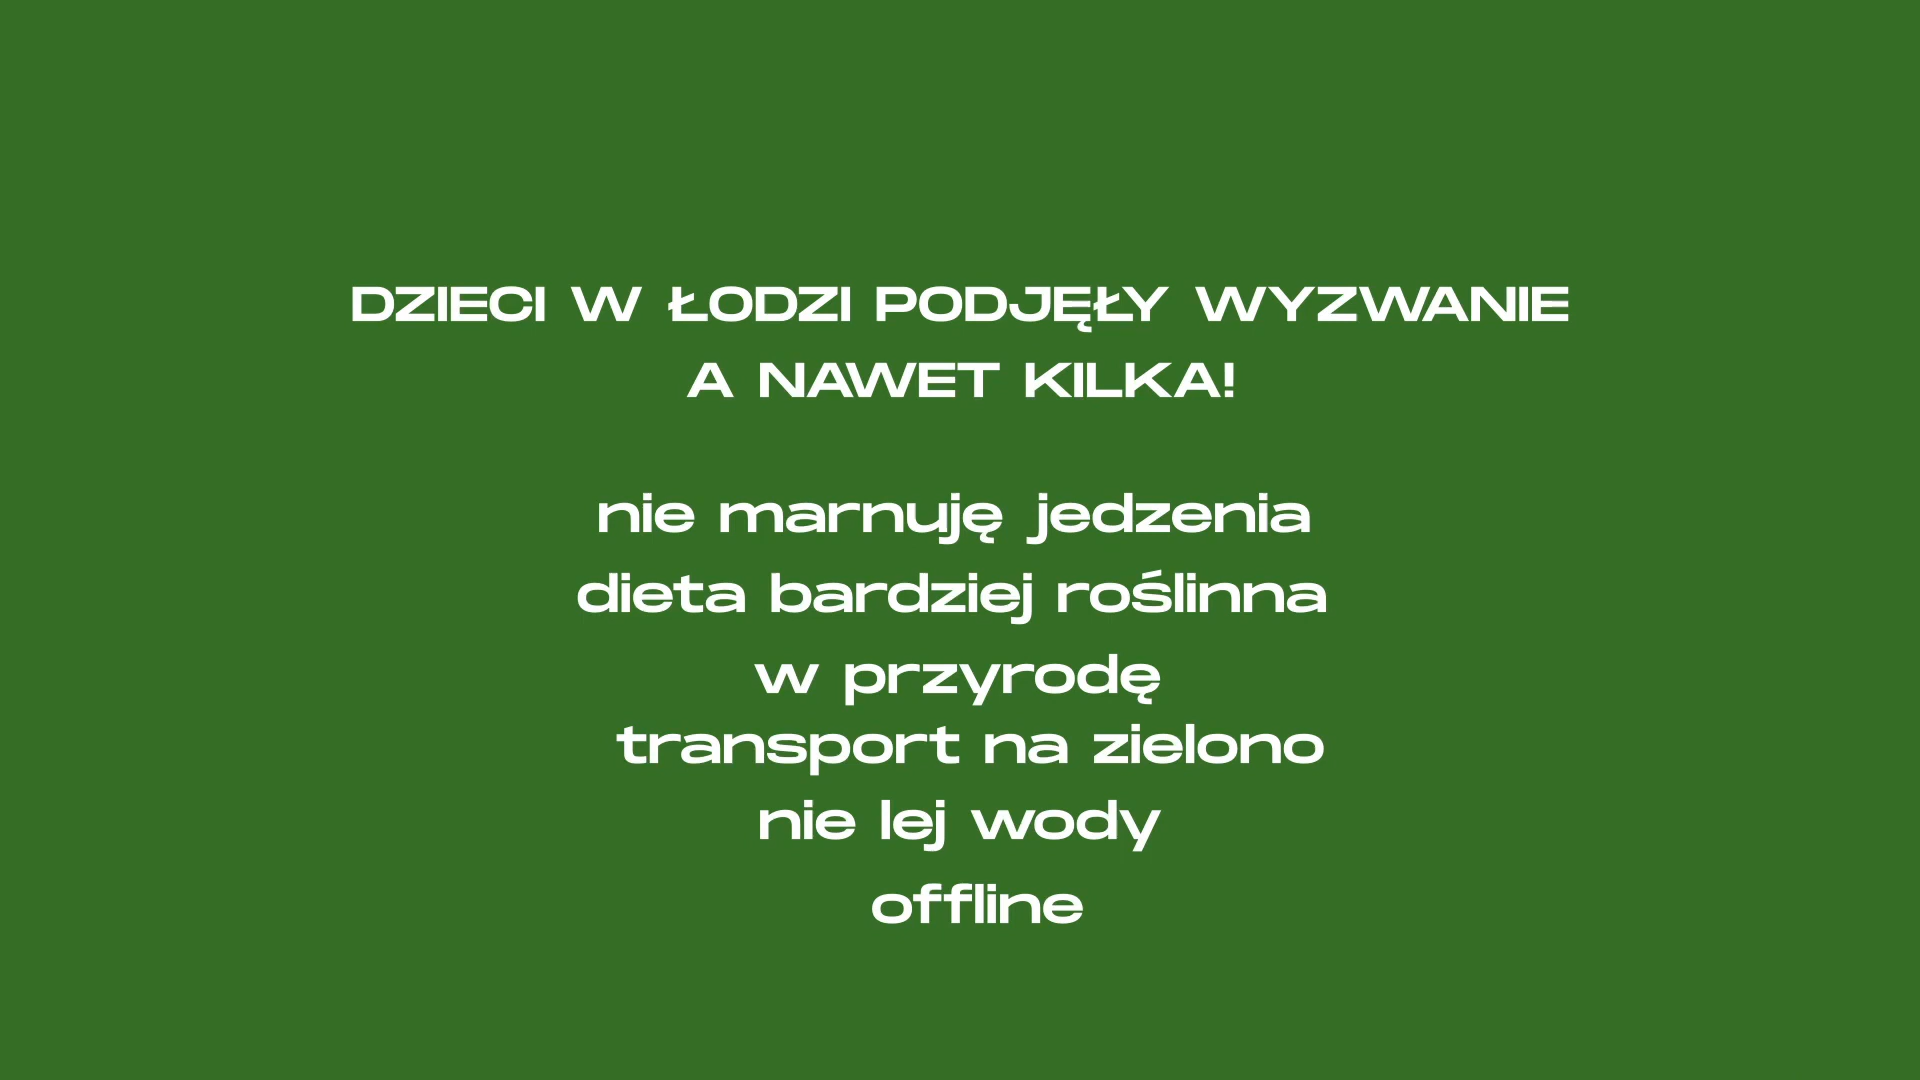 DZIECI W ŁODZI PODJĘŁY WYZWANIE
A NAWET KILKA!
nie marnuję jedzenia
dieta bardziej roślinna
w przyrodę
transport na zielono
nie lej wody
offline